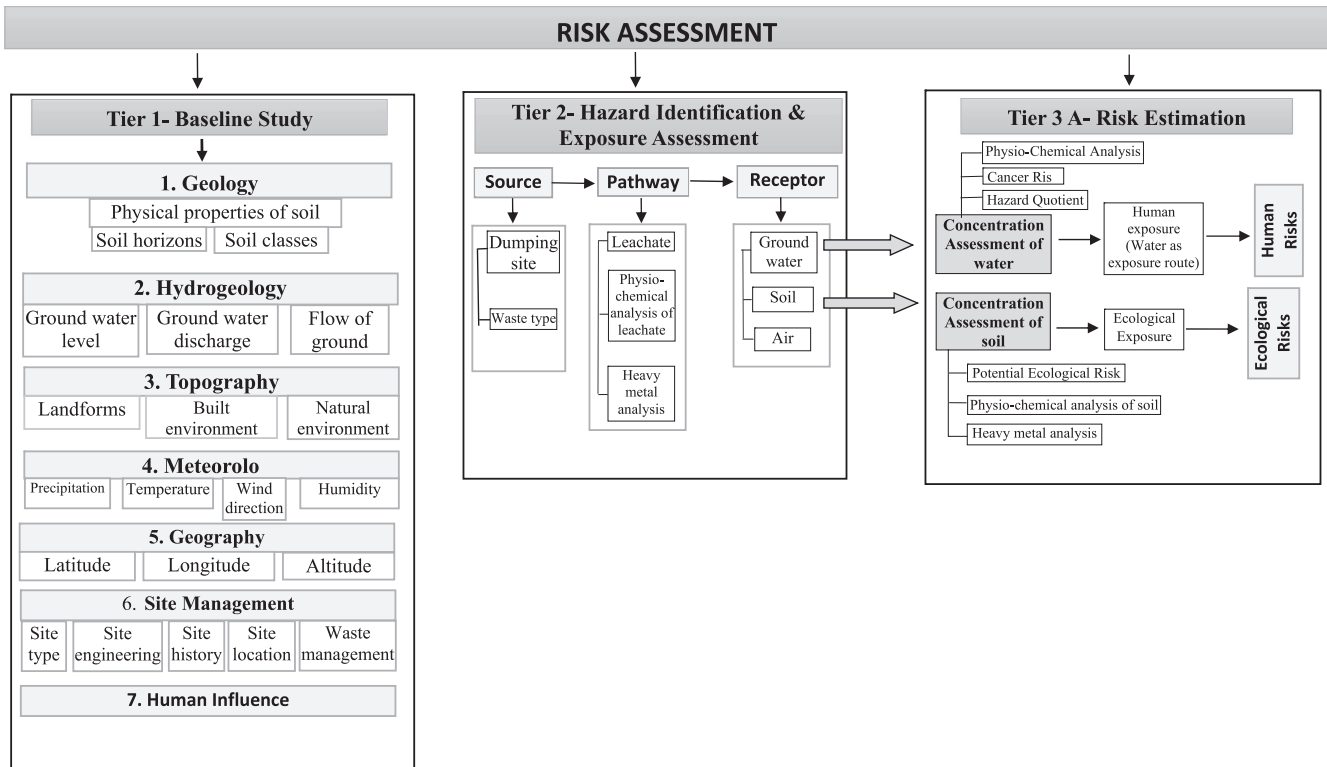 RISK ASSESSMENT
Tier 1- Baseline Study
1. Geology
Physical properties of soil
Soil horizons
Soil classes
2. Hydrogeology
Ground water
level
Ground water
discharge
Flow of
ground
3. Topography
Landforms
Built
environment
Natural
environment
4. Meteorolo
Precipitation
Temperature
Wind
direction
Humidity
5. Geography
Latitude
Longitude
Altitude
6. Site Management
Site
type
Site
engineering
Site
history
Site
location
Waste
management
7. Human Influence
Tier 2- Hazard Identification &
Exposure Assessment
Source
Pathway
Receptor
Dumping
site
Waste type
Leachate
Physio-
chemical
analysis of
leachate
Heavy
metal
analysis
Ground
water
Soil
Air
Tier 3 A- Risk Estimation
Physio-Chemical Analysis
Cancer Ris
Hazard Quotient
Concentration
Assessment of
water
Human
exposure
(Water as
exposure route)
Human
Risks
Concentration
Assessment of
soil
Ecological
Exposure
Ecological
Risks
Potential Ecological Risk
Physio-chemical analysis of soil
Heavy metal analysis